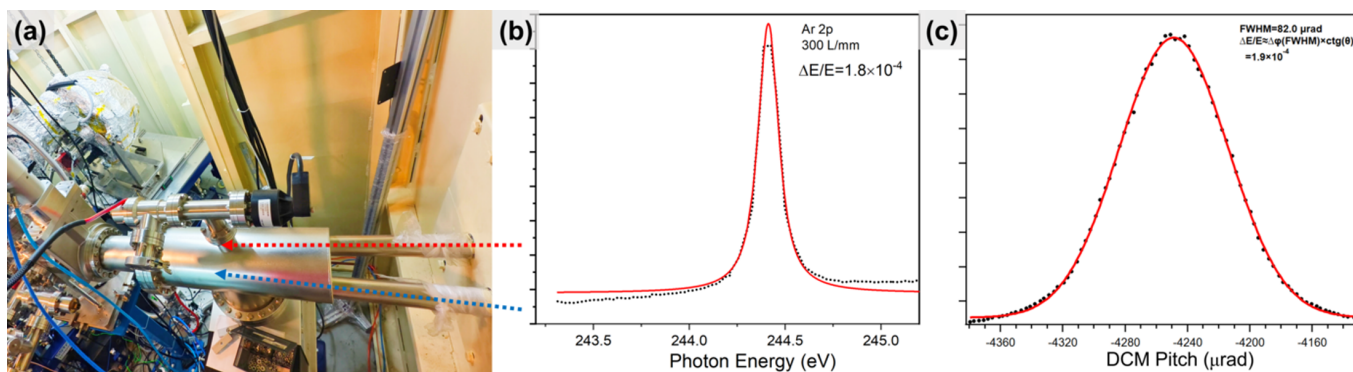 (a)
(b)
Ar 2p
300 L/mm
ΔE/E=1.8×10⁻⁴
243.5
244.0
244.5
245.0
Photon Energy (eV)
(c)
FWHM=82.0 μrad
ΔE/E≈Δφ(FWHM)×ctg(θ)
=1.9×10⁻⁴
-4360
-4320
-4280
-4240
-4200
-4160
DCM Pitch (μrad)